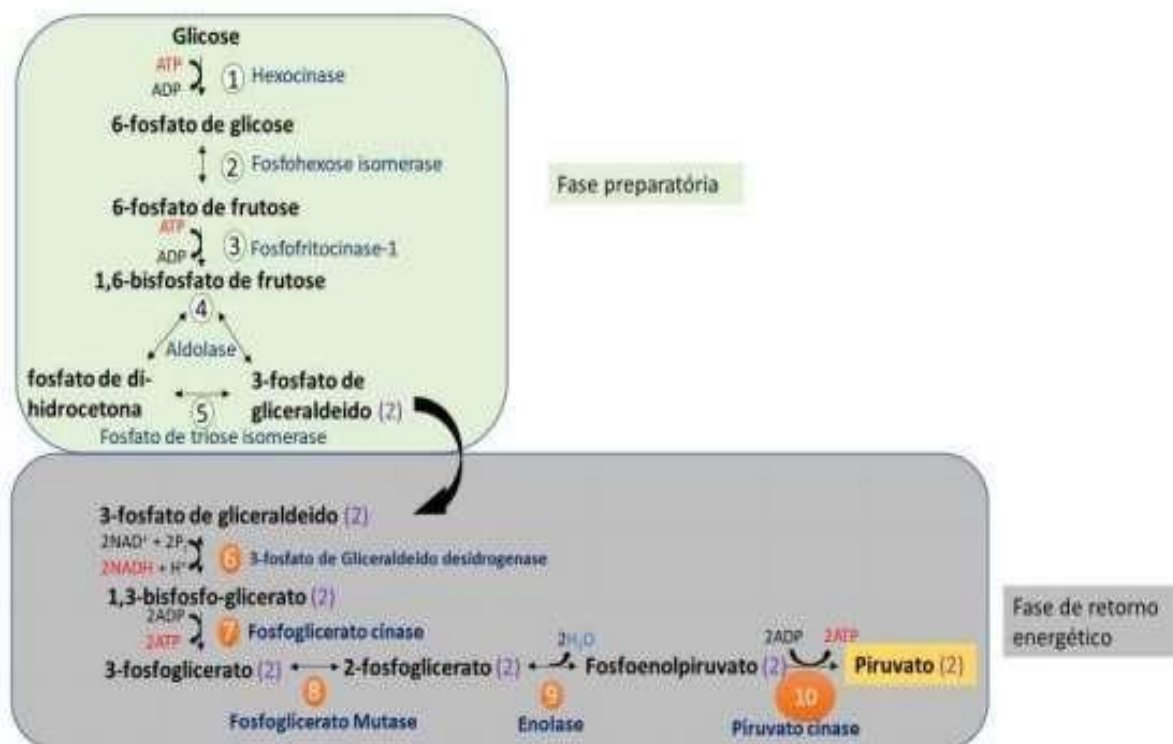 Glicose
ATP
ADP
1 Hexocinase
6-fosfato de glicose
2 Fosfohexose isomerase
6-fosfato de frutose
ATP
ADP
3 Fosfofritocinase-1
1,6-bisfosfato de frutose
4
Aldolase
fosfato de di-
hidrocetona
3-fosfato de
gliceraldeido (2)
5
Fosfato de triose isomerase
Fase preparatória
3-fosfato de gliceraldeido (2)
2NAD⁺ + 2Pᵢ
2NADH + H⁺
6 3-fosfato de Gliceraldeido desidrogenase
1,3-bisfosfo-glicerato (2)
2ADP
2ATP
7 Fosfoglicerato cinase
3-fosfoglicerato (2)
8
Fosfoglicerato Mutase
2-fosfoglicerato (2)
2H₂O
9
Enolase
Fosfoenolpiruvato (2)
2ADP
2ATP
10
Piruvato cinase
Piruvato (2)
Fase de retorno
energético